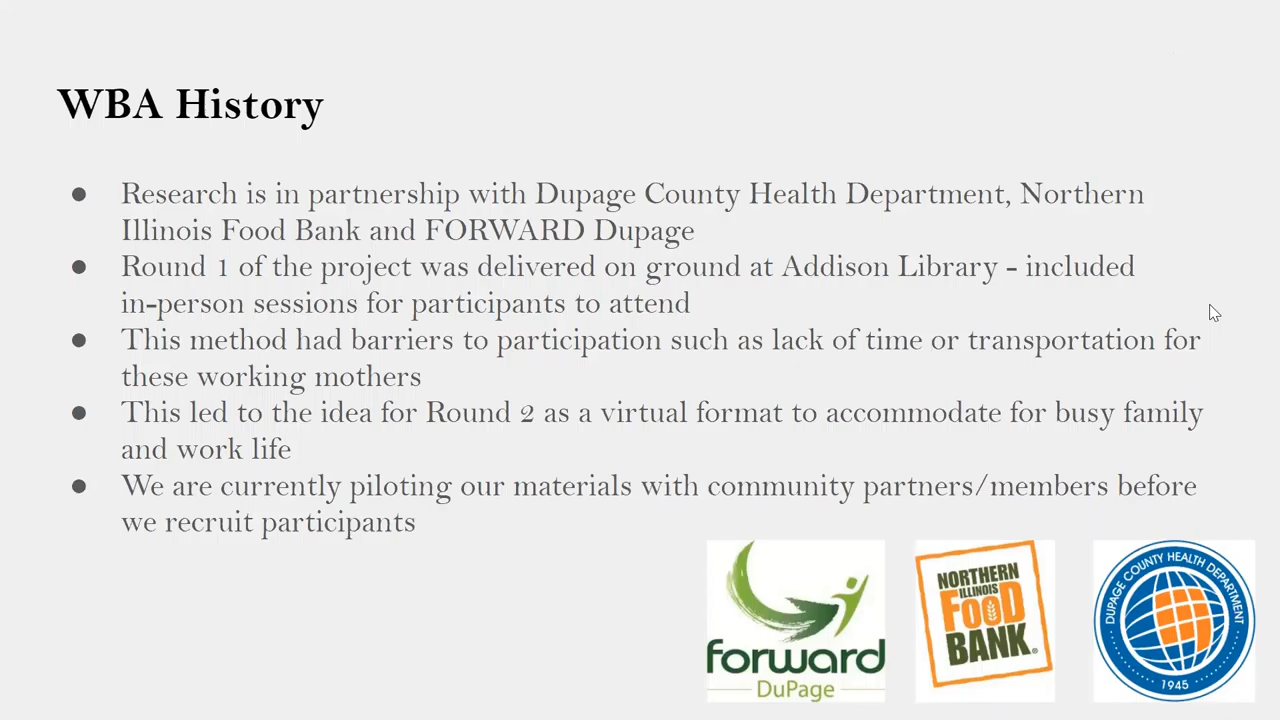 WBA History
● Research is in partnership with Dupage County Health Department, Northern
Illinois Food Bank and FORWARD Dupage
● Round 1 of the project was delivered on ground at Addison Library - included
in-person sessions for participants to attend
● This method had barriers to participation such as lack of time or transportation for
these working mothers
● This led to the idea for Round 2 as a virtual format to accommodate for busy family
and work life
● We are currently piloting our materials with community partners/members before
we recruit participants
forward
DuPage
NORTHERN
ILLINOIS
FOOD
BANK®
DUPAGE COUNTY HEALTH DEPARTMENT
1945